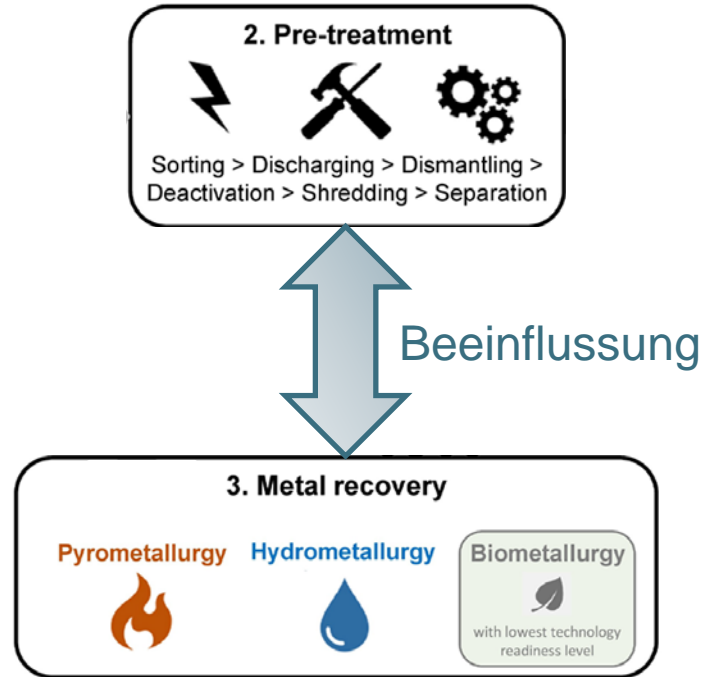 2. Pre-treatment
Sorting > Discharging > Dismantling >
Deactivation > Shredding > Separation
Beeinflussung
3. Metal recovery
Pyrometallurgy Hydrometallurgy Biometallurgy
with lowest technology
readiness level